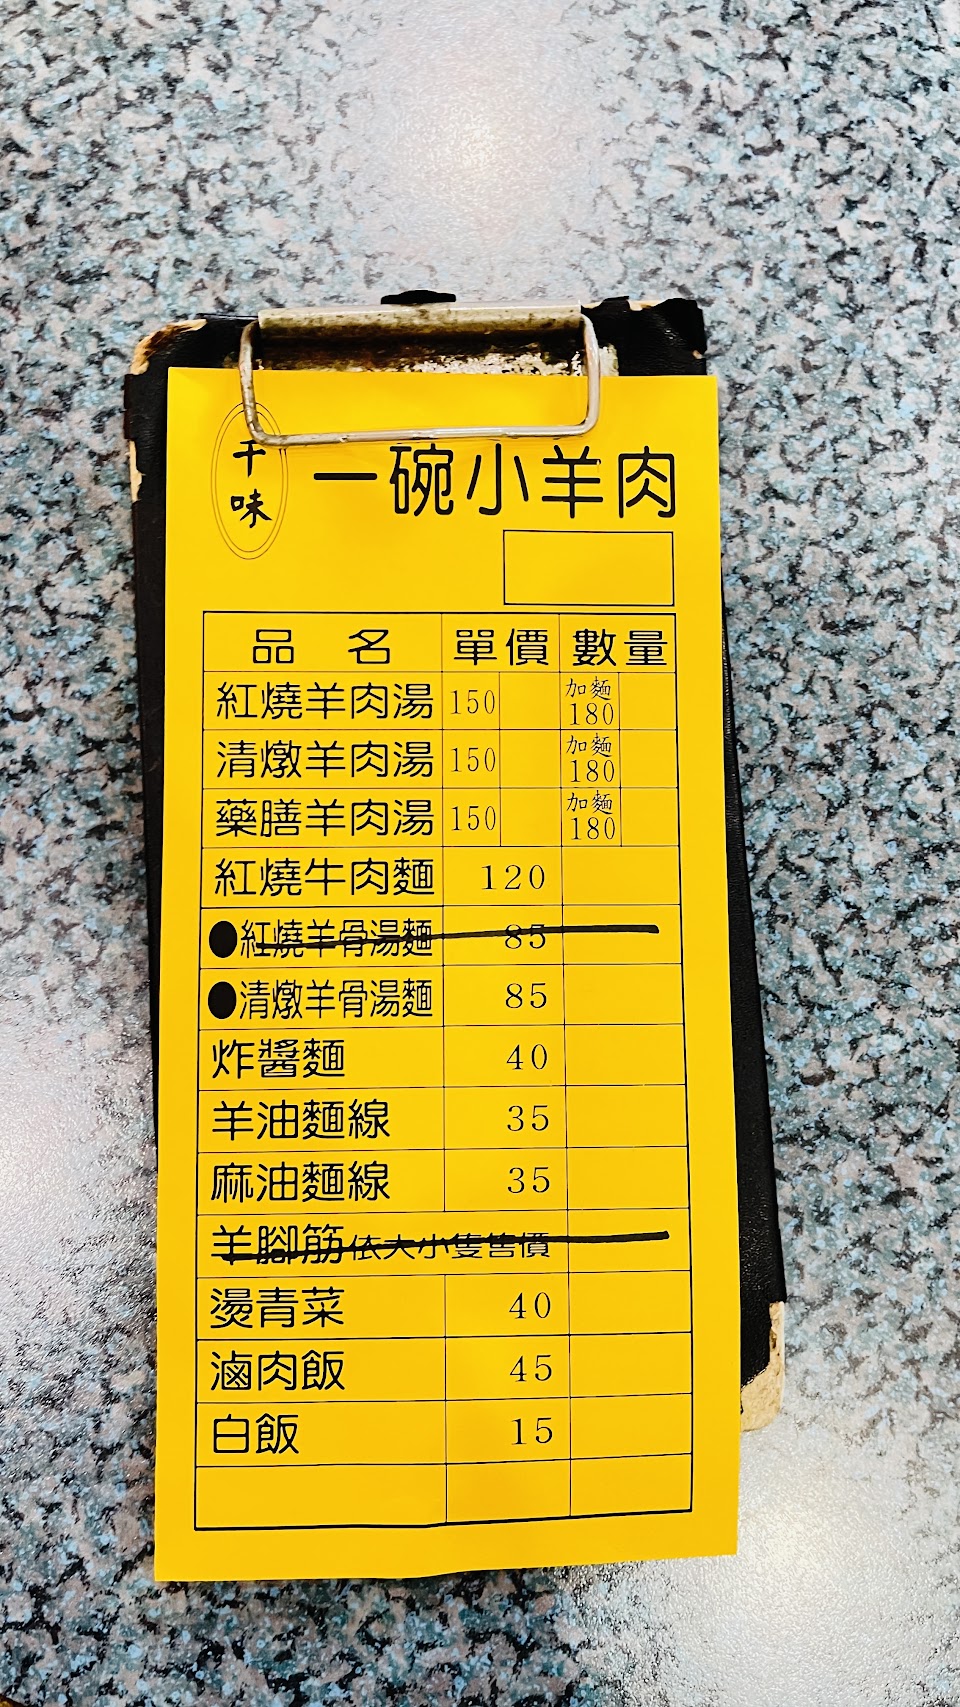 千味
一碗小羊肉
品名 單價 數量
紅燒羊肉湯 150 加麵 180
清燉羊肉湯 150 加麵 180
藥膳羊肉湯 150 加麵 180
紅燒牛肉麵 120
●紅燒羊骨湯麵 85
●清燉羊骨湯麵 85
炸醬麵 40
羊油麵線 35
麻油麵線 35
羊腳筋 依大小隻售價
燙青菜 40
滷肉飯 45
白飯 15